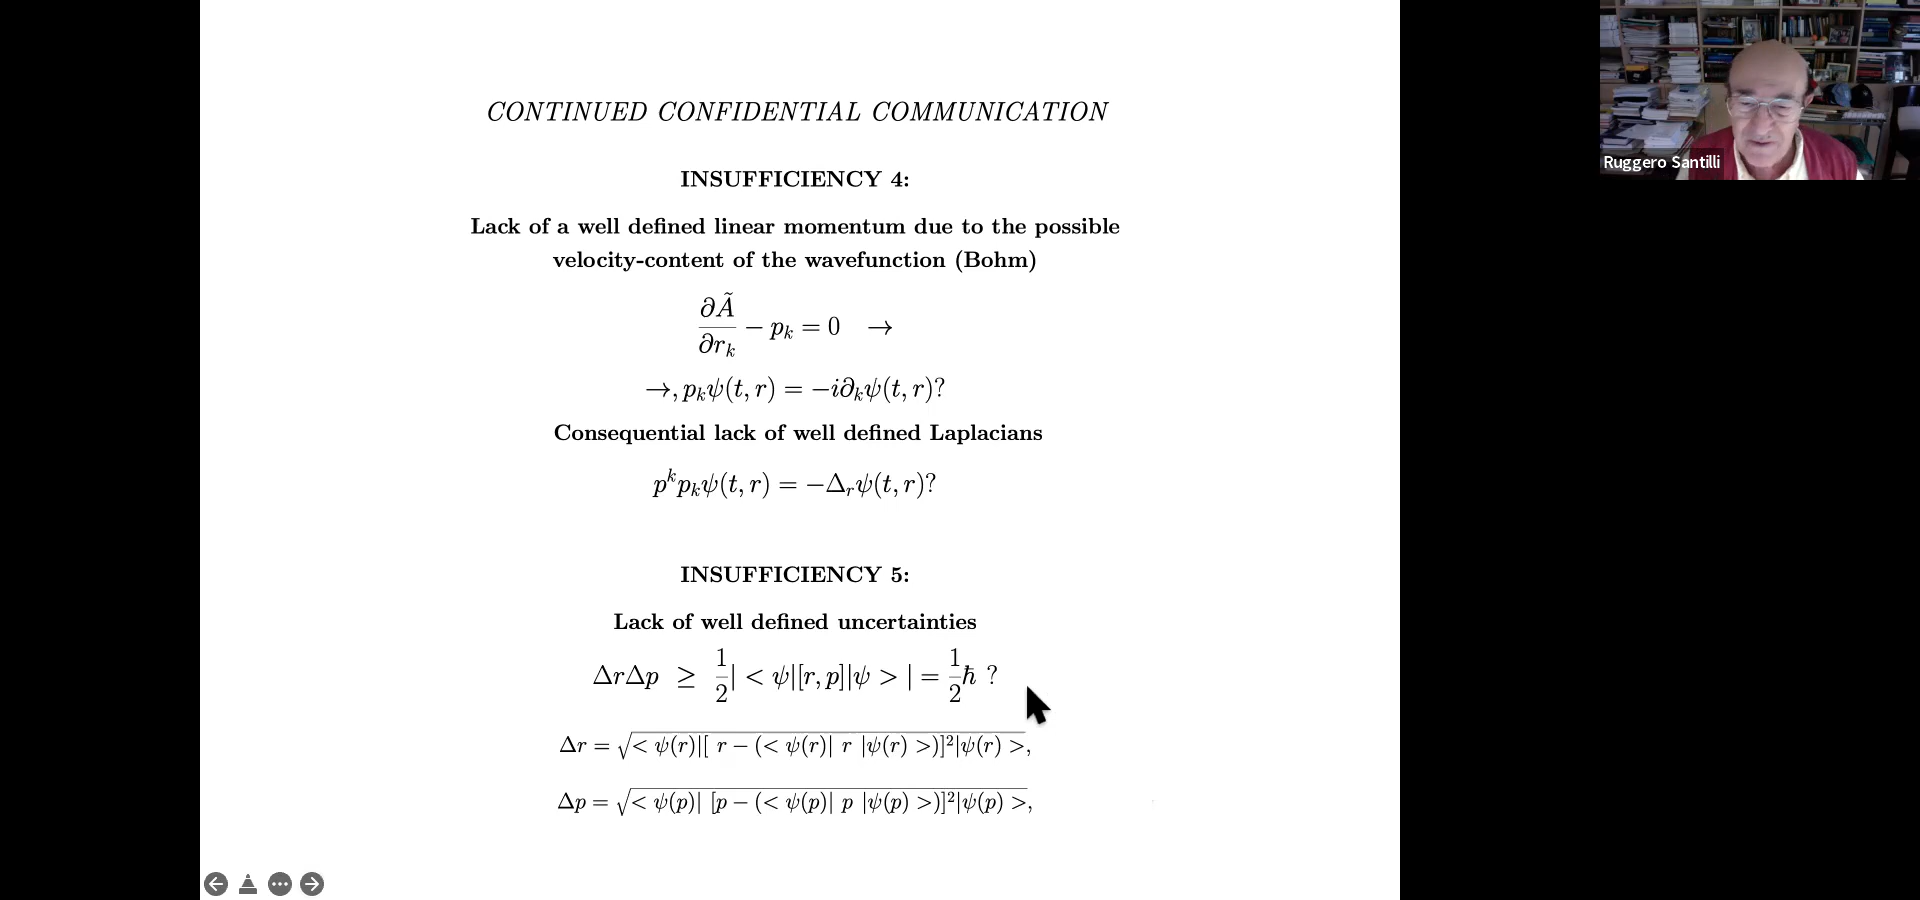 CONTINUED CONFIDENTIAL COMMUNICATION
Ruggero Santilli
INSUFFICIENCY 4:
Lack of a well defined linear momentum due to the possible
velocity-content of the wavefunction (Bohm)
∂Ã/∂r_k − p_k = 0 →
→, p_kψ(t, r) = −i∂_kψ(t, r)?
Consequential lack of well defined Laplacians
p^k p_kψ(t, r) = −Δ_rψ(t, r)?
INSUFFICIENCY 5:
Lack of well defined uncertainties
ΔrΔp ≥ 1/2| < ψ|[r, p]|ψ > | = 1/2 ℏ ?
Δr = √< ψ(r)|[ r − (< ψ(r)| r |ψ(r) >)]²|ψ(r) >,
Δp = √< ψ(p)| [p − (< ψ(p)| p |ψ(p) >)]²|ψ(p) >,